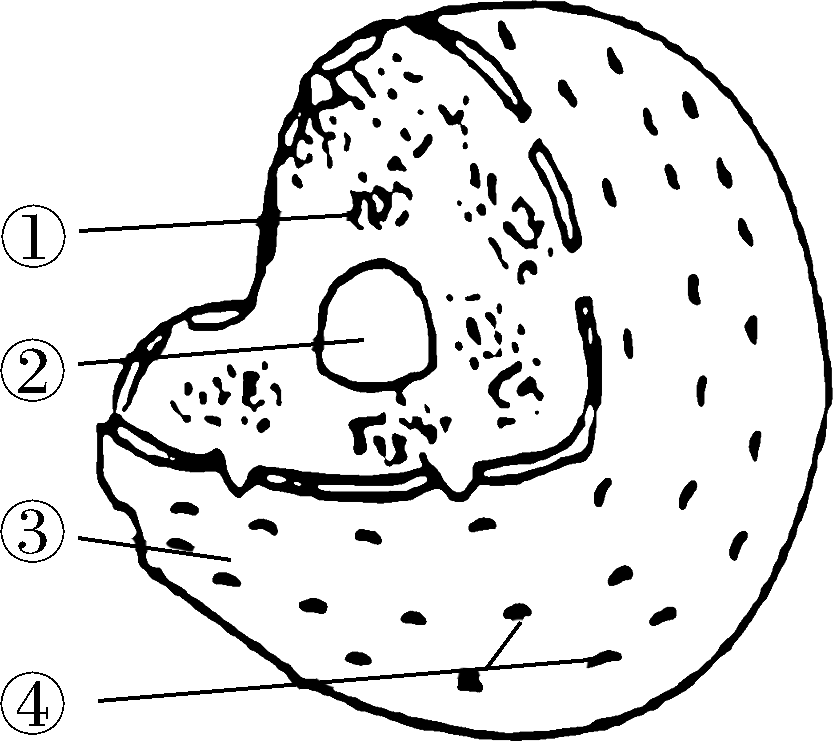 ①
②
③
④